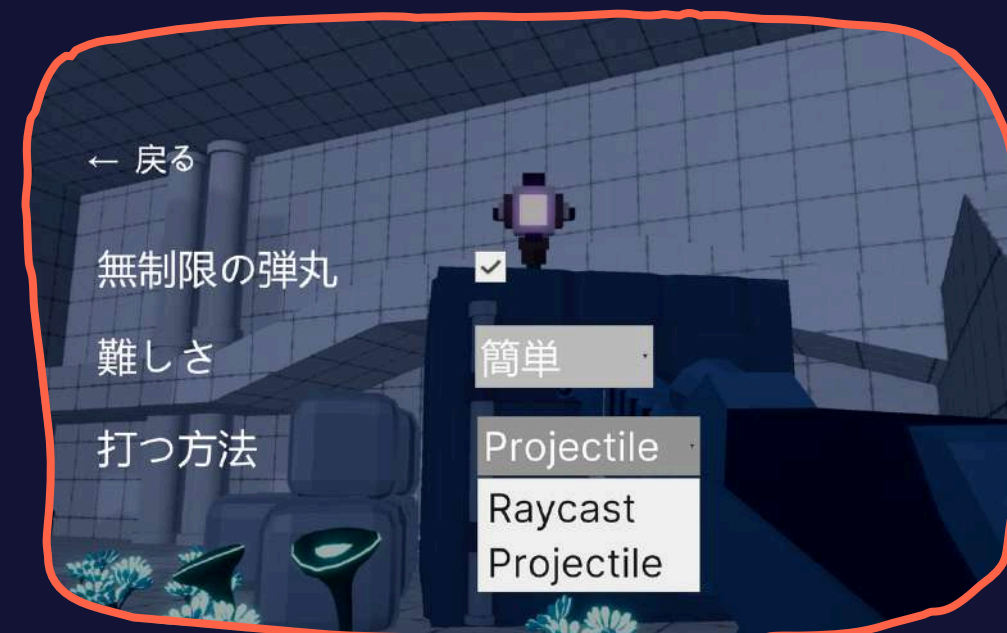 ← 戻る
無制限の弾丸
難しさ 簡単
打つ方法 Projectile
Raycast
Projectile